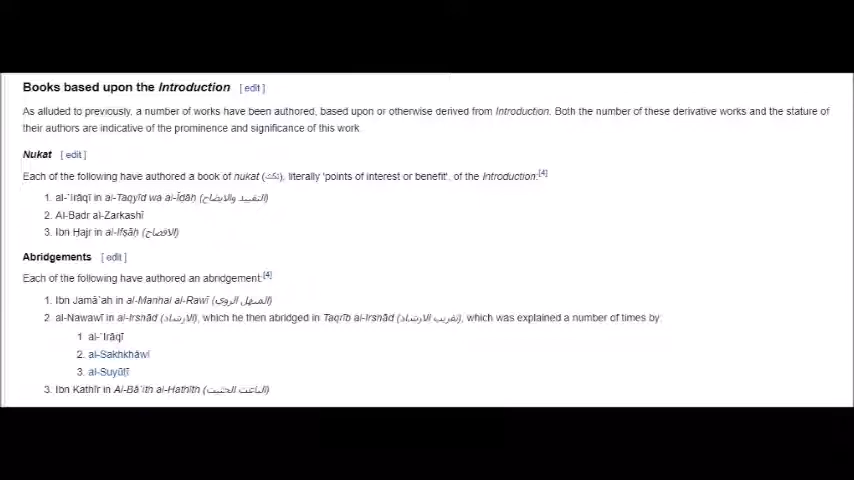 Books based upon the Introduction [ edit ]
As alluded to previously, a number of works have been authored, based upon or otherwise derived from Introduction. Both the number of these derivative works and the stature of
their authors are indicative of the prominence and significance of this work.
Nukat [ edit ]
Each of the following have authored a book of nukat (نكت), literally 'points of interest or benefit', of the Introduction:[4]
1. al-ʿIrāqī in al-Taqyīd wa al-Īḍāḥ (التقييد والايضاح)
2. Al-Badr al-Zarkashī
3. Ibn Ḥajr in al-Ifṣāḥ (الافصاح)
Abridgements [ edit ]
Each of the following have authored an abridgement:[4]
1. Ibn Jamāʿah in al-Manhal al-Rawī (المنهل الروي)
2. al-Nawawī in al-Irshād (الارشاد), which he then abridged in Taqrīb al-Irshād (تقريب الارشاد), which was explained a number of times by:
1. al-ʿIrāqī
2. al-Sakhkhāwī
3. al-Suyūṭī
3. Ibn Kathīr in Al-Bāʿith al-Ḥathīth (الباعث الحثيث)